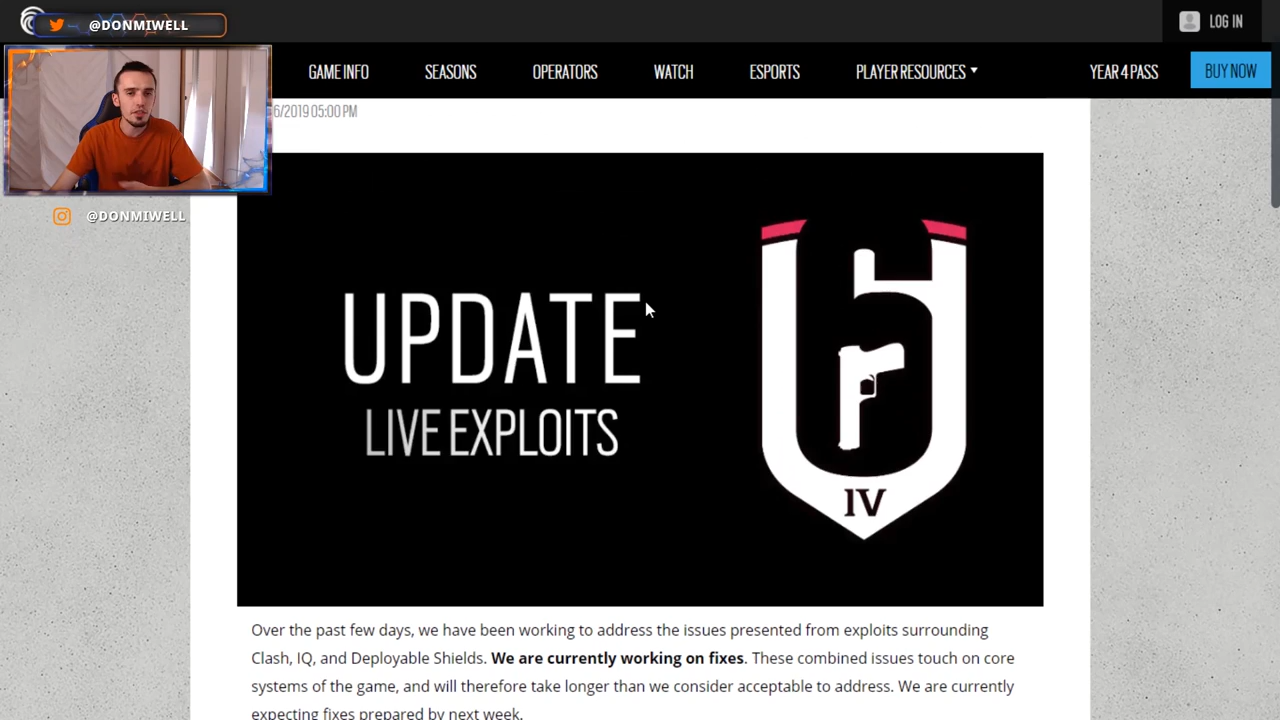 @DONMIWELL
LOG IN
GAME INFO SEASONS OPERATORS WATCH ESPORTS PLAYER RESOURCES YEAR 4 PASS BUY NOW
6/2019 05:00 PM
@DONMIWELL
UPDATE
LIVE EXPLOITS
IV
Over the past few days, we have been working to address the issues presented from exploits surrounding
Clash, IQ, and Deployable Shields. We are currently working on fixes. These combined issues touch on core
systems of the game, and will therefore take longer than we consider acceptable to address. We are currently
expecting fixes prepared by next week.